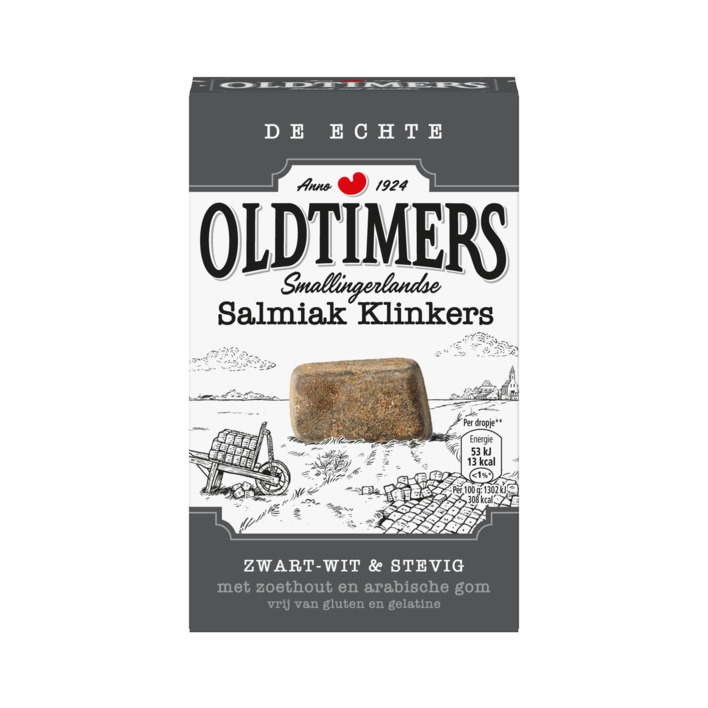 OLDTIMERS
DE ECHTE
Anno 1924
OLDTIMERS
Smallingerlandse
Salmiak Klinkers
Per dropje**
Energie
53 kJ
13 kcal
<1%*
Per 100 g: 1302 kJ
308 kcal
ZWART-WIT & STEVIG
met zoethout en arabische gom
vrij van gluten en gelatine